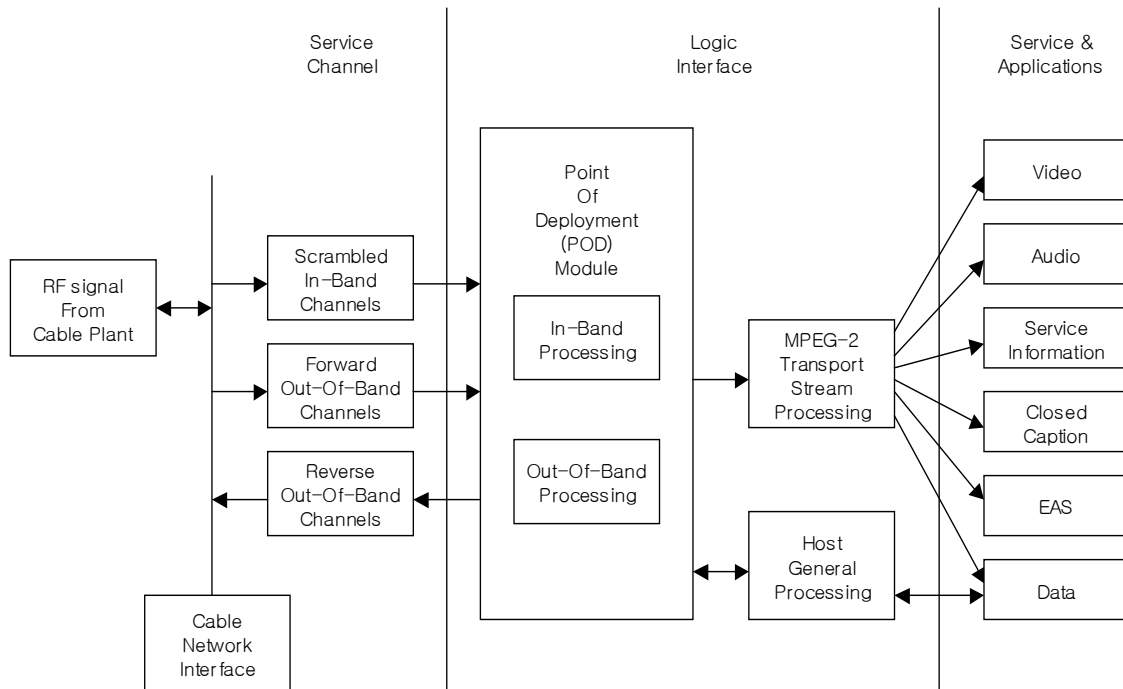 Service
Channel
Logic
Interface
Service &
Applications
RF signal
From
Cable Plant
Cable
Network
Interface
Scrambled
In-Band
Channels
Forward
Out-Of-Band
Channels
Reverse
Out-Of-Band
Channels
Point
Of
Deployment
(POD)
Module
In-Band
Processing
Out-Of-Band
Processing
MPEG-2
Transport
Stream
Processing
Host
General
Processing
Video
Audio
Service
Information
Closed
Caption
EAS
Data